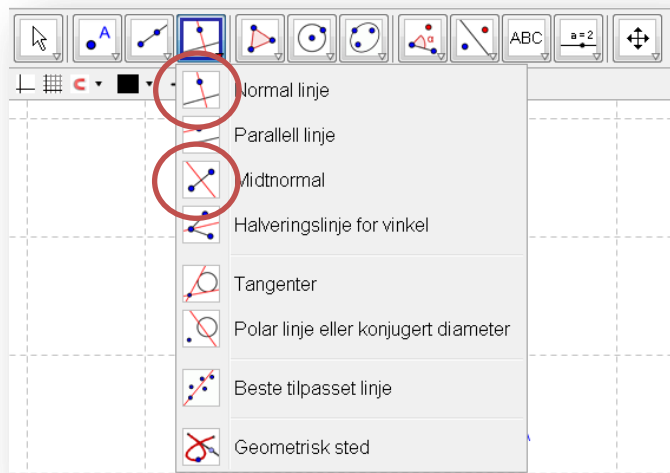 A
α
ABC
a=2
Normal linje
Parallell linje
Midtnormal
Halveringslinje for vinkel
Tangenter
Polar linje eller konjugert diameter
Beste tilpasset linje
Geometrisk sted